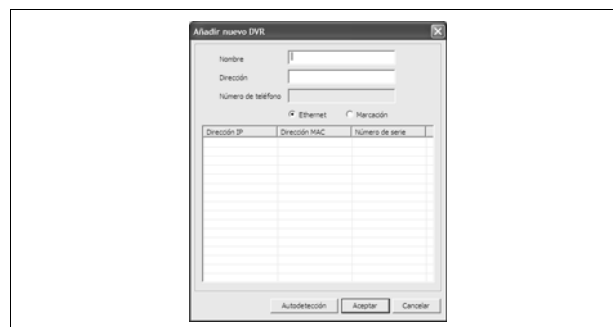 Añadir nuevo DVR
Nombre
Dirección
Número de teléfono
Ethernet Marcación
Dirección IP Dirección MAC Número de serie
Autodetección Aceptar Cancelar